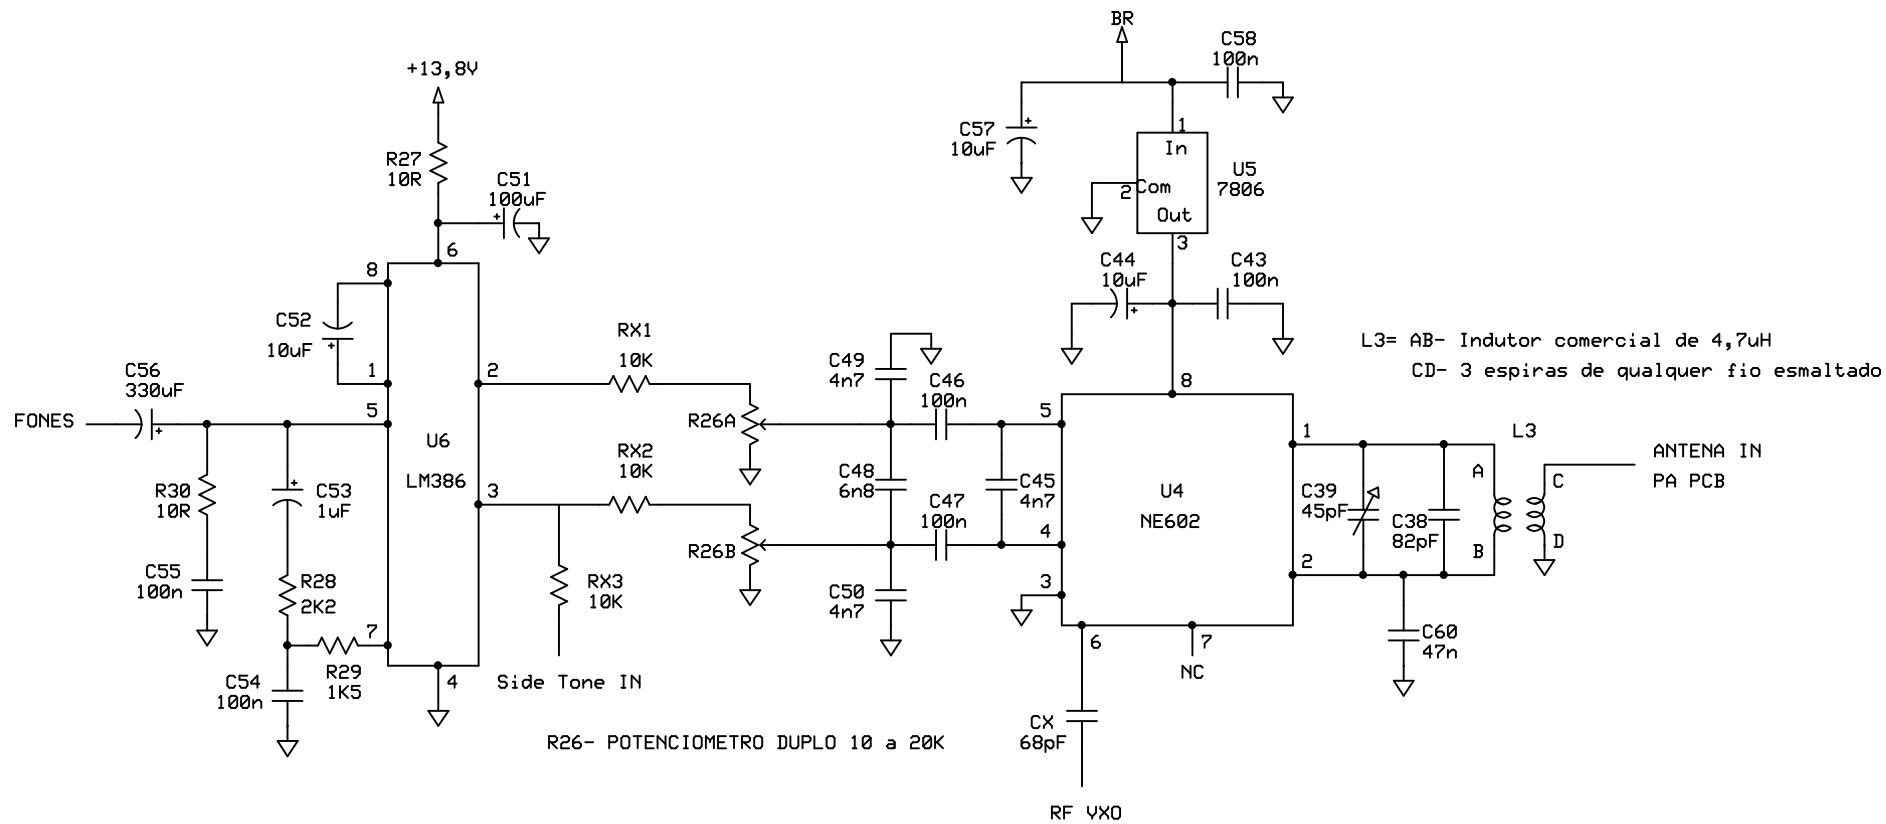 BR
C58
100n
+13,8V
C57
10uF
1
In
U5
7806
2
Com
Out
3
R27
10R
C51
100uF
6
8
C52
10uF
1
C56
330uF
FONES
5
U6
LM386
2
3
RX1
10K
R26A
RX2
10K
R26B
RX3
10K
Side Tone IN
R30
10R
C55
100n
C53
1uF
R28
2K2
7
R29
1K5
C54
100n
4
R26- POTENCIOMETRO DUPLO 10 a 20K
C44
10uF
C43
100n
C49
4n7
C46
100n
C48
6n8
C47
100n
C45
4n7
C50
4n7
8
5
4
3
U4
NE602
1
2
6
7
NC
CX
68pF
RF VXO
L3= AB- Indutor comercial de 4,7uH
CD- 3 espiras de qualquer fio esmaltado
L3
A
B
C
D
C39
45pF
C38
82pF
C60
47n
ANTENA IN
PA PCB